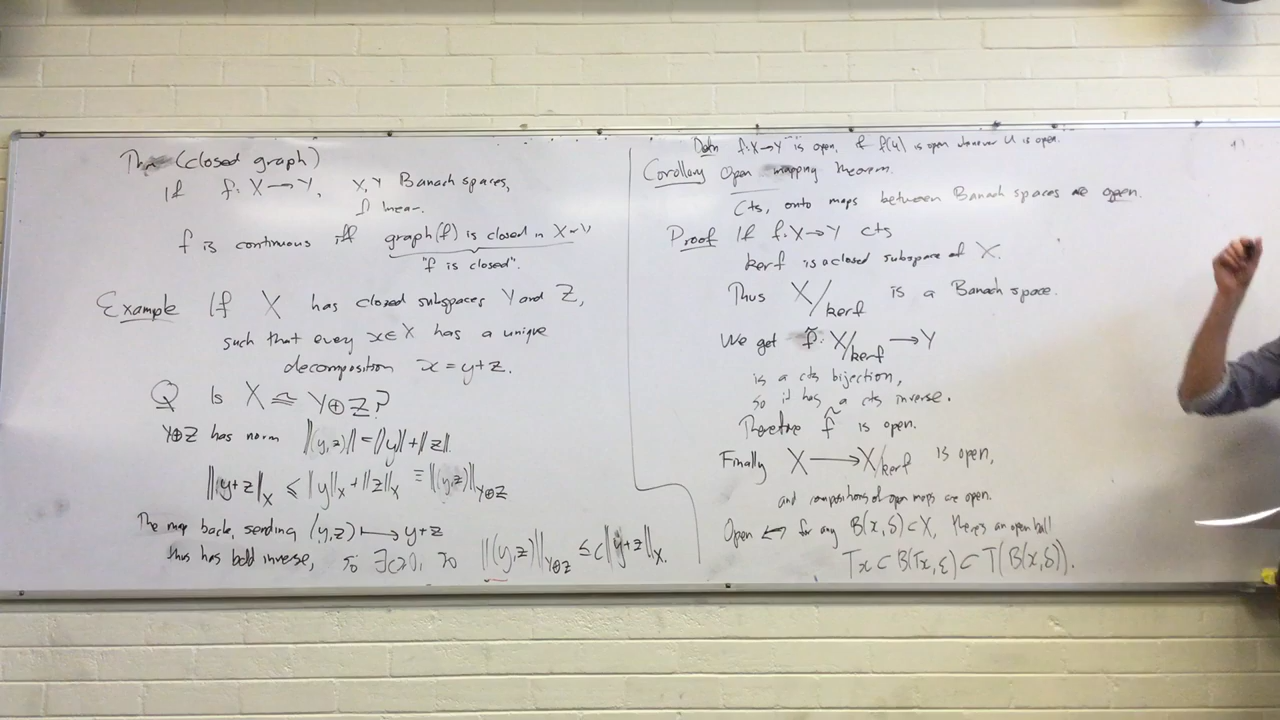 Thm (closed graph)
If f: X → Y, X, Y Banach spaces,
f linear.
f is continuous iff graph(f) is closed in X × Y
"f is closed".
Example If X has closed subspaces Y and Z,
such that every x ∈ X has a unique
decomposition x = y + z.
Q Is X ≅ Y ⊕ Z?
Y⊕Z has norm ||(y,z)|| = ||y|| + ||z||.
||y+z||_X ≤ ||y||_X + ||z||_X ≡ ||(y,z)||_{Y⊕Z}
The map back, sending (y,z) ⟼ y+z
thus has bdd inverse, so ∃c>0, so ||(y,z)||_{Y⊕Z} ≤ c||y+z||_X.
Defn f: X → Y is open, if f(U) is open whenever U is open.
Corollary Open mapping theorem.
Cts, onto maps between Banach spaces are open.
Proof If f: X → Y cts
ker f is a closed subspace of X.
Thus X/ker f is a Banach space.
We get f̃: X/ker f → Y
is a cts bijection,
so it has a cts inverse.
Therefore f̃ is open.
Finally X → X/ker f is open,
and compositions of open maps are open.
Open ↔ for any B(x,δ) ⊂ X, there's an open ball
Tx ⊂ B(Tx, ε) ⊂ T(B(x,δ)).